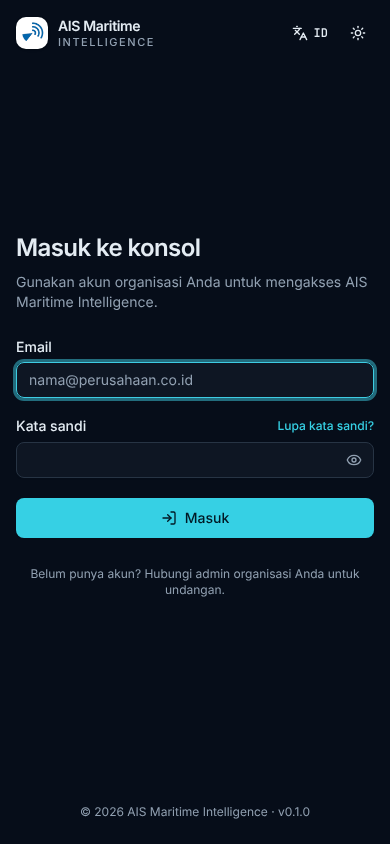 AIS Maritime
INTELLIGENCE
ID
Masuk ke konsol
Gunakan akun organisasi Anda untuk mengakses AIS
Maritime Intelligence.
Email
nama@perusahaan.co.id
Kata sandi
Lupa kata sandi?
Masuk
Belum punya akun? Hubungi admin organisasi Anda untuk
undangan.
© 2026 AIS Maritime Intelligence · v0.1.0